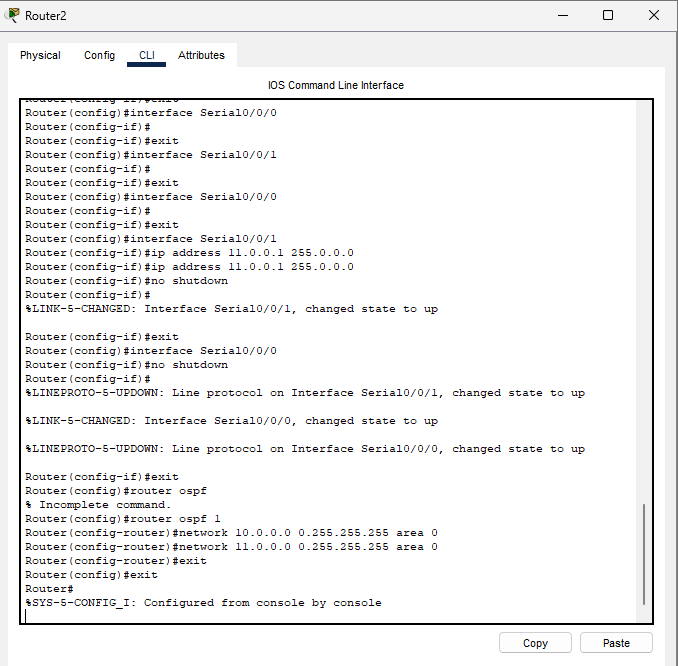 Router2
Physical Config CLI Attributes
IOS Command Line Interface
Router(config-if)#exit
Router(config)#interface Serial0/0/0
Router(config-if)#
Router(config-if)#exit
Router(config)#interface Serial0/0/1
Router(config-if)#
Router(config-if)#exit
Router(config)#interface Serial0/0/0
Router(config-if)#
Router(config-if)#exit
Router(config)#interface Serial0/0/1
Router(config-if)#ip address 11.0.0.1 255.0.0.0
Router(config-if)#ip address 11.0.0.1 255.0.0.0
Router(config-if)#no shutdown
Router(config-if)#
%LINK-5-CHANGED: Interface Serial0/0/1, changed state to up
Router(config-if)#exit
Router(config)#interface Serial0/0/0
Router(config-if)#no shutdown
Router(config-if)#
%LINEPROTO-5-UPDOWN: Line protocol on Interface Serial0/0/1, changed state to up
%LINK-5-CHANGED: Interface Serial0/0/0, changed state to up
%LINEPROTO-5-UPDOWN: Line protocol on Interface Serial0/0/0, changed state to up
Router(config-if)#exit
Router(config)#router ospf
% Incomplete command.
Router(config)#router ospf 1
Router(config-router)#network 10.0.0.0 0.255.255.255 area 0
Router(config-router)#network 11.0.0.0 0.255.255.255 area 0
Router(config-router)#exit
Router(config)#exit
Router#
%SYS-5-CONFIG_I: Configured from console by console
Copy Paste